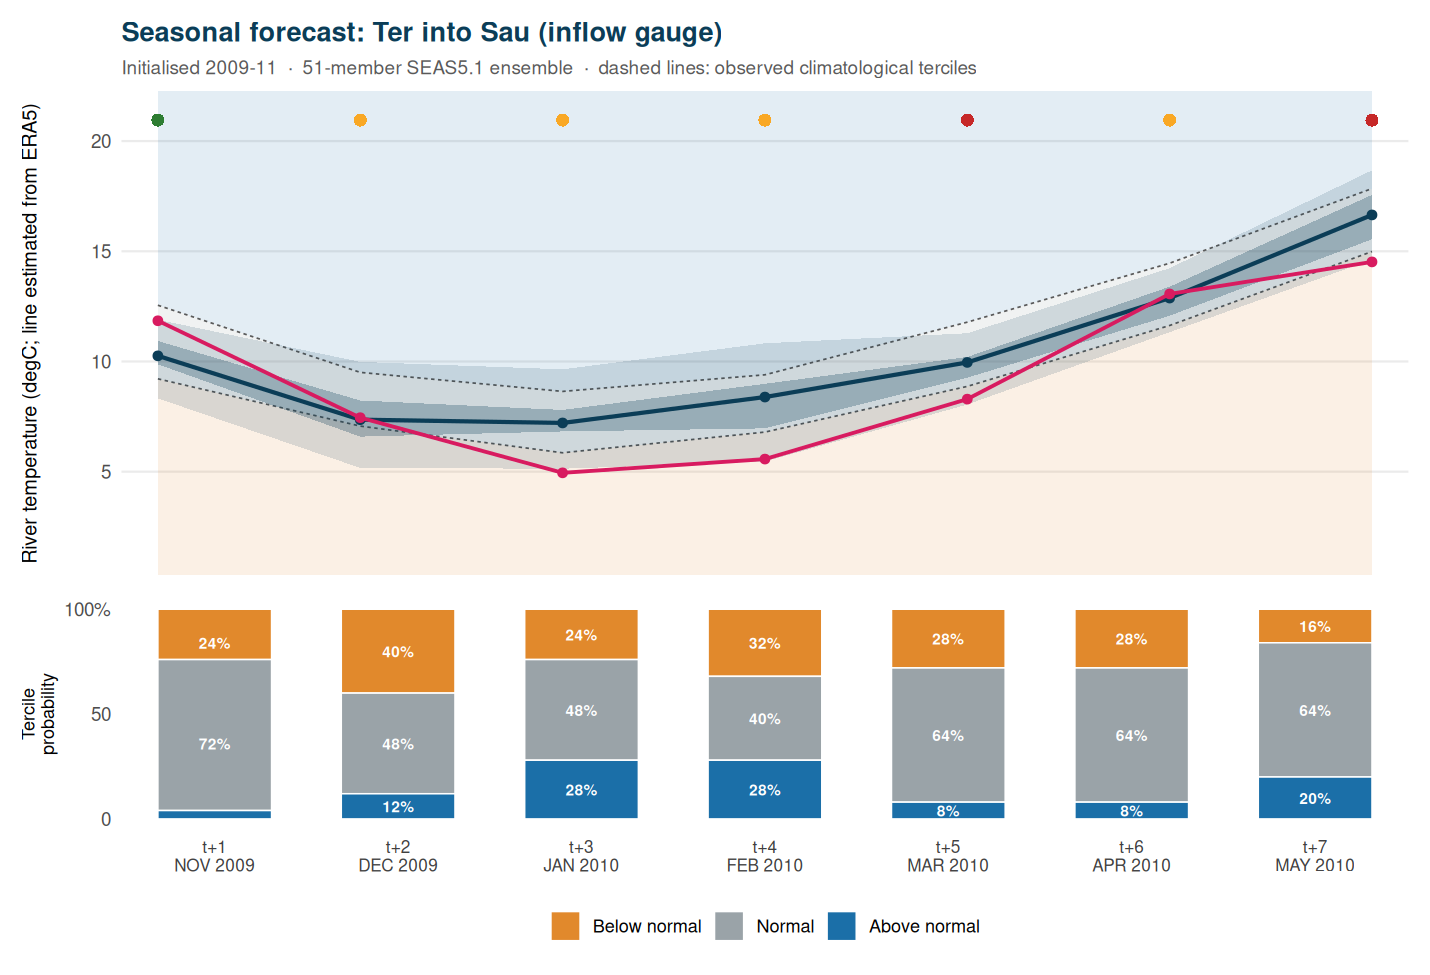 Seasonal forecast: Ter into Sau (inflow gauge)
Initialised 2009-11 · 51-member SEAS5.1 ensemble · dashed lines: observed climatological terciles
River temperature (degC; line estimated from ERA5)
20
15
10
5
Tercile
probability
100%
50
0
24% 40% 24% 32% 28% 28% 16%
72% 48% 48% 40% 64% 64% 64%
12% 28% 28% 8% 8% 20%
t+1 t+2 t+3 t+4 t+5 t+6 t+7
NOV 2009 DEC 2009 JAN 2010 FEB 2010 MAR 2010 APR 2010 MAY 2010
Below normal Normal Above normal